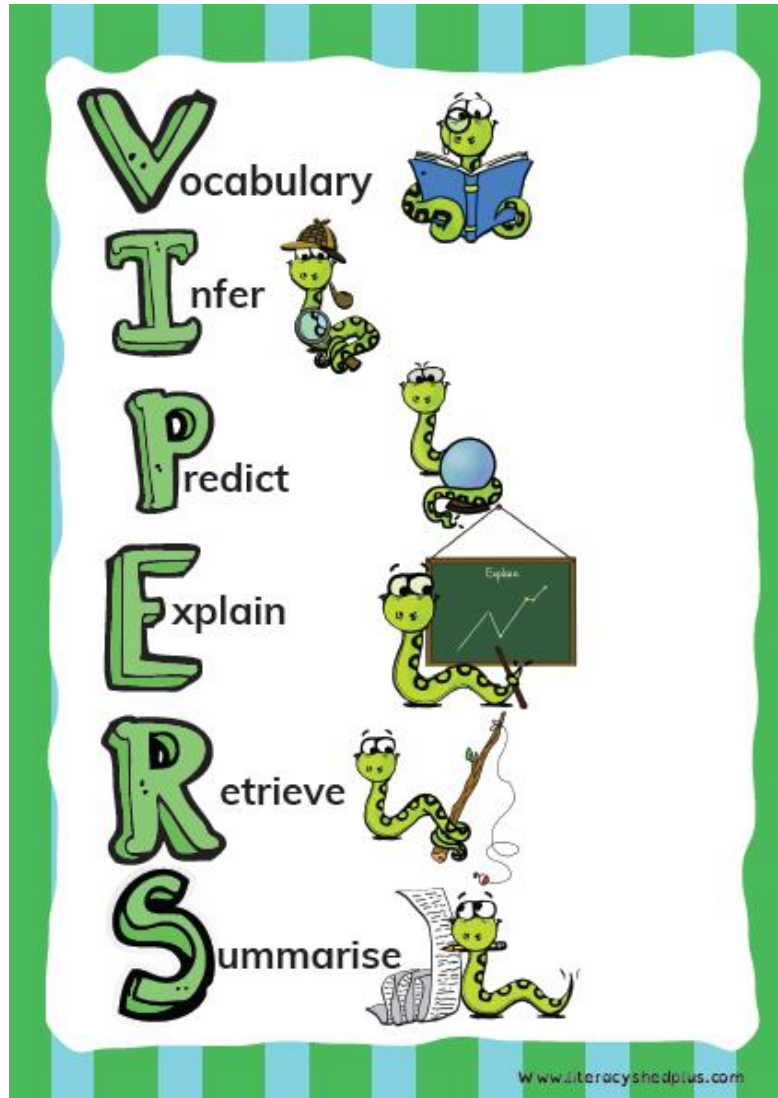 Vocabulary
Infer
Predict
Explain
Explain
Retrieve
Summarise
Www.literacyshedplus.com